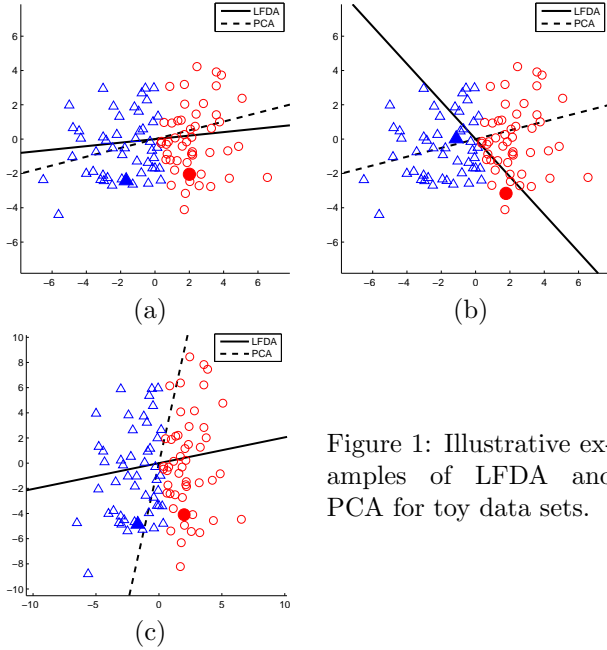 LFDA
PCA
6
4
2
0
−2
−4
−6
−6 −4 −2 0 2 4 6
(a)
LFDA
PCA
6
4
2
0
−2
−4
−6
−6 −4 −2 0 2 4 6
(b)
LFDA
PCA
10
8
6
4
2
0
−2
−4
−6
−8
−10
−10 −5 0 5 10
(c)
Figure 1: Illustrative ex-
amples of LFDA and
PCA for toy data sets.